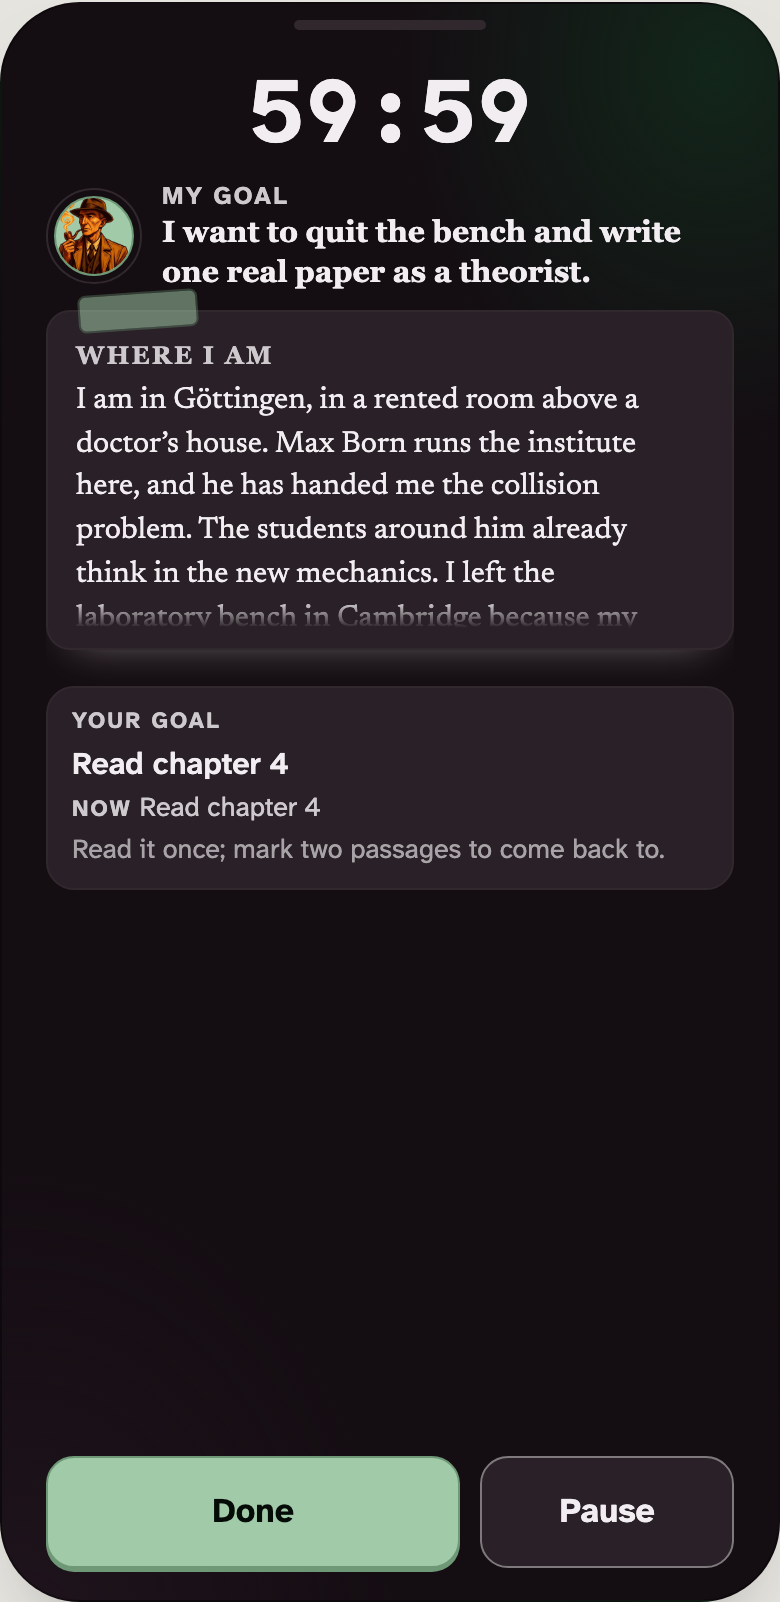 59:59
MY GOAL
I want to quit the bench and write
one real paper as a theorist.
WHERE I AM
I am in Göttingen, in a rented room above a
doctor’s house. Max Born runs the institute
here, and he has handed me the collision
problem. The students around him already
think in the new mechanics. I left the
laboratory bench in Cambridge because my
YOUR GOAL
Read chapter 4
NOW Read chapter 4
Read it once; mark two passages to come back to.
Done
Pause